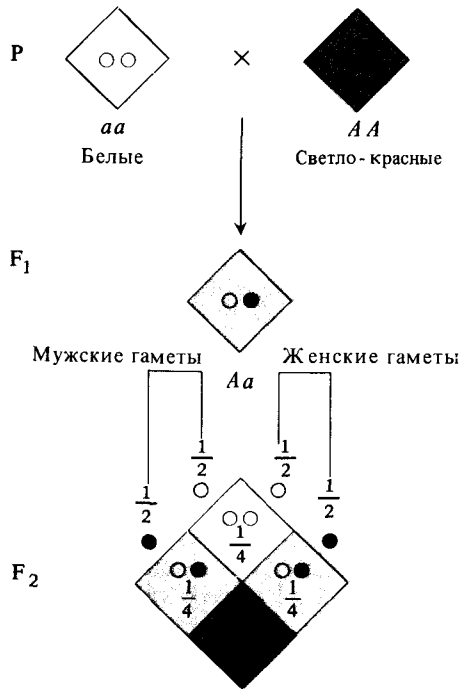 P
×
aa
AA
Белые
Светло-красные
F1
Мужские гаметы
Женские гаметы
Aa
1/2
1/2
1/2
1/2
1/4
F2
1/4
1/4